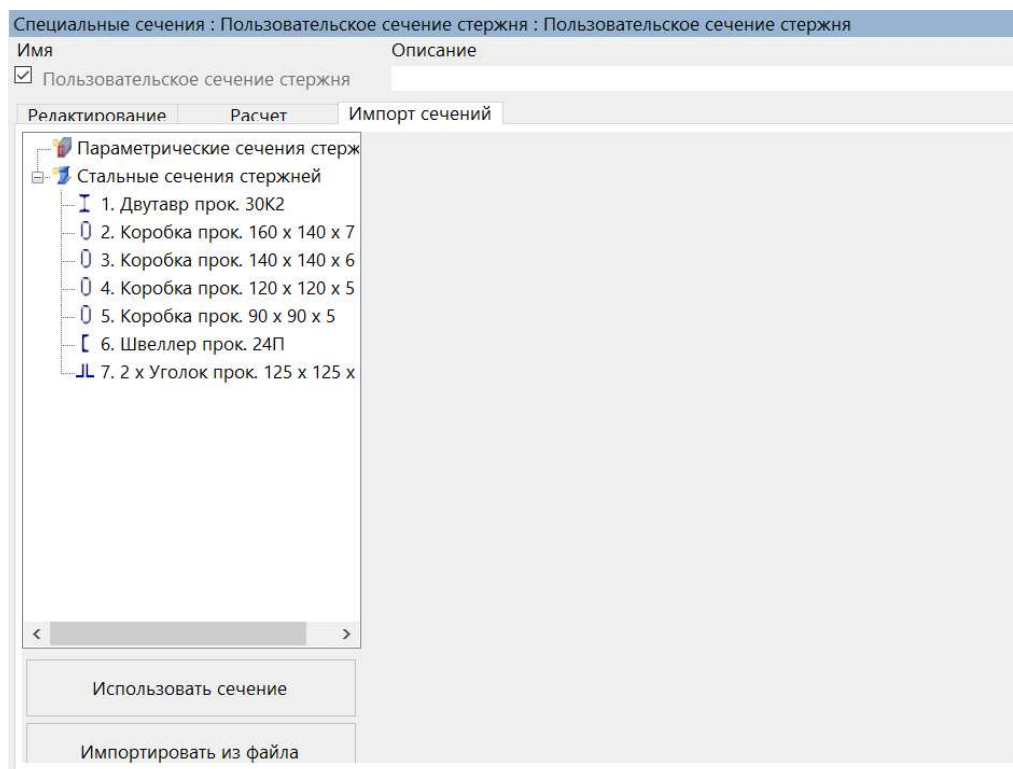 Специальные сечения : Пользовательское сечение стержня : Пользовательское сечение стержня
Имя Описание
Пользовательское сечение стержня
Редактирование Расчет Импорт сечений
Параметрические сечения стерж
Стальные сечения стержней
1. Двутавр прок. 30К2
2. Коробка прок. 160 x 140 x 7
3. Коробка прок. 140 x 140 x 6
4. Коробка прок. 120 x 120 x 5
5. Коробка прок. 90 x 90 x 5
6. Швеллер прок. 24П
7. 2 x Уголок прок. 125 x 125 x
Использовать сечение
Импортировать из файла